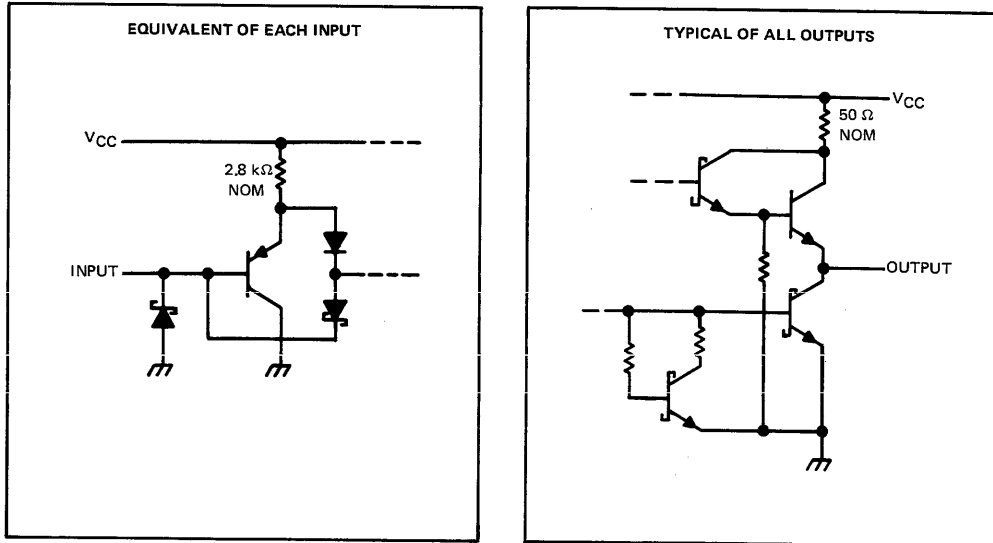 EQUIVALENT OF EACH INPUT
VCC
2.8 kΩ
NOM
INPUT
TYPICAL OF ALL OUTPUTS
VCC
50 Ω
NOM
OUTPUT